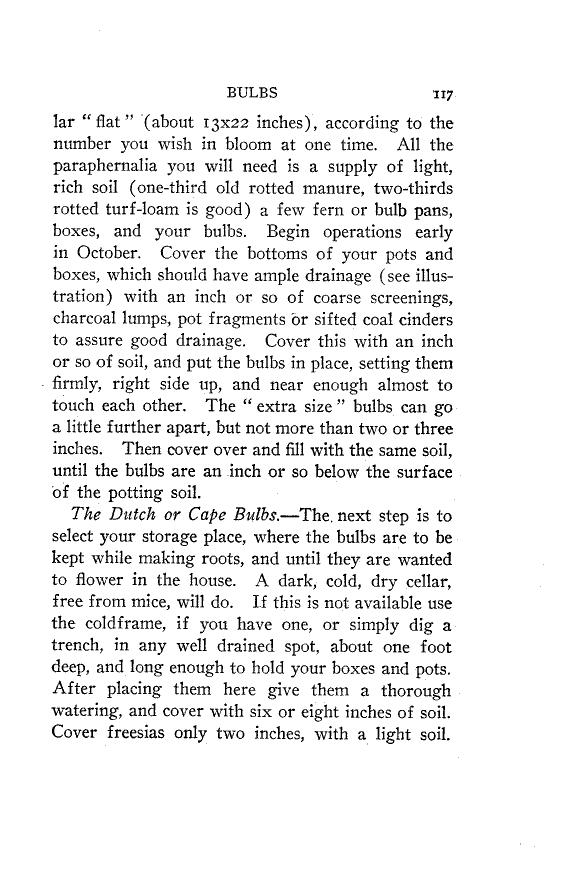 BULBS 117
lar “ flat ” (about 13x22 inches), according to the
number you wish in bloom at one time. All the
paraphernalia you will need is a supply of light,
rich soil (one-third old rotted manure, two-thirds
rotted turf-loam is good) a few fern or bulb pans,
boxes, and your bulbs. Begin operations early
in October. Cover the bottoms of your pots and
boxes, which should have ample drainage (see illus-
tration) with an inch or so of coarse screenings,
charcoal lumps, pot fragments or sifted coal cinders
to assure good drainage. Cover this with an inch
or so of soil, and put the bulbs in place, setting them
firmly, right side up, and near enough almost to
touch each other. The “ extra size ” bulbs can go
a little further apart, but not more than two or three
inches. Then cover over and fill with the same soil,
until the bulbs are an inch or so below the surface
of the potting soil.
The Dutch or Cape Bulbs.—The next step is to
select your storage place, where the bulbs are to be
kept while making roots, and until they are wanted
to flower in the house. A dark, cold, dry cellar,
free from mice, will do. If this is not available use
the coldframe, if you have one, or simply dig a
trench, in any well drained spot, about one foot
deep, and long enough to hold your boxes and pots.
After placing them here give them a thorough
watering, and cover with six or eight inches of soil.
Cover freesias only two inches, with a light soil.